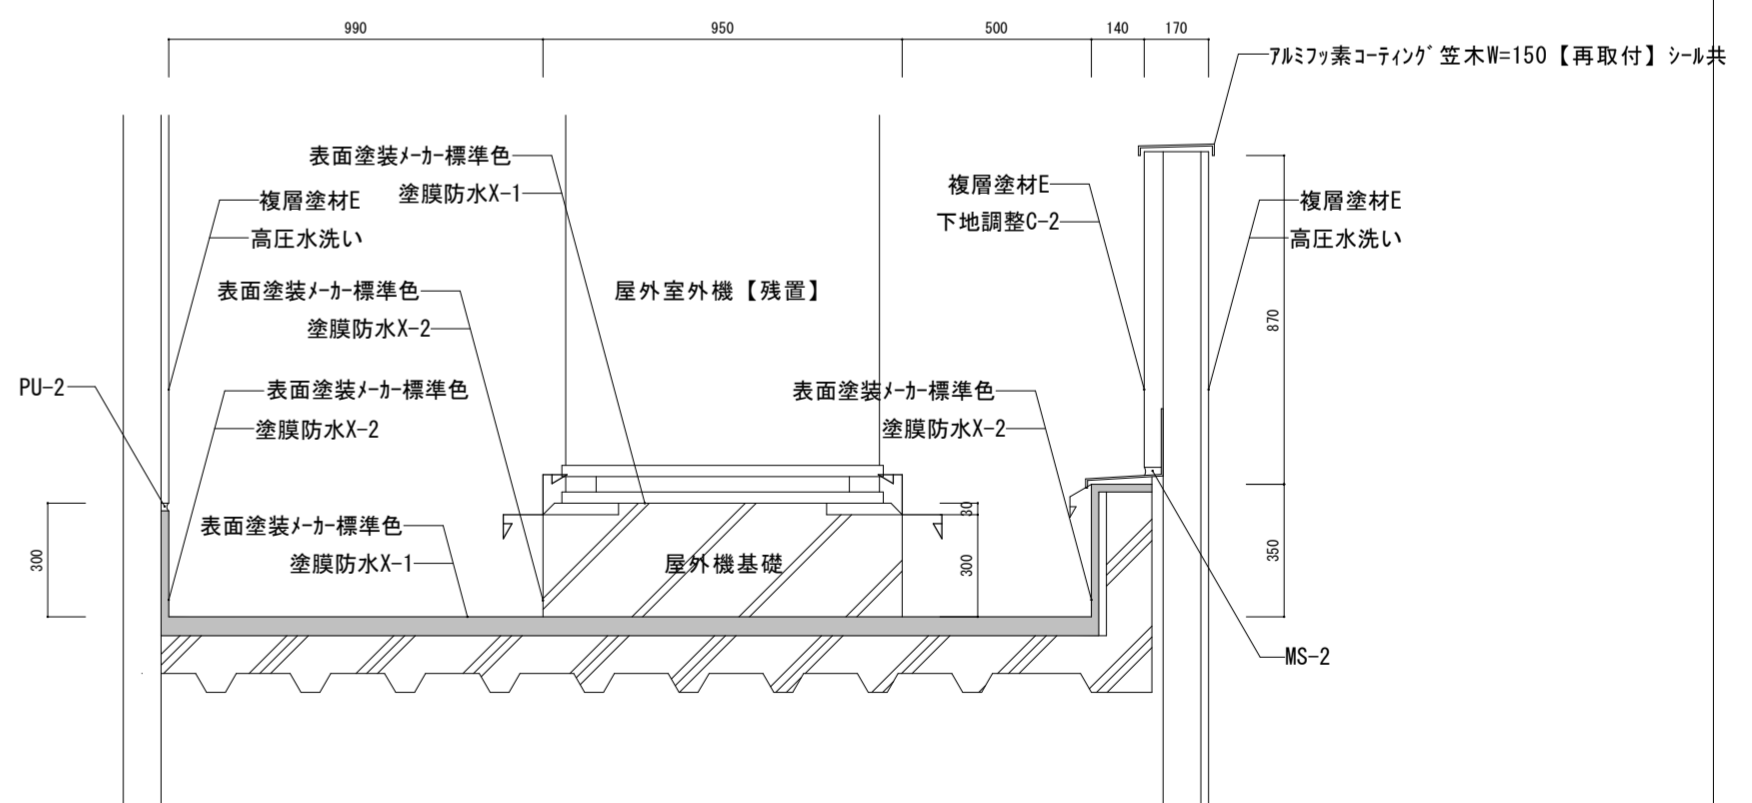 990
950
500
140
170
ｱﾙﾐﾌｯ素ｺｰﾃｨﾝｸﾞ笠木W=150【再取付】ｼｰﾙ共
表面塗装ﾒｰｶｰ標準色
塗膜防水X-1
複層塗材E
高圧水洗い
複層塗材E
下地調整C-2
複層塗材E
高圧水洗い
表面塗装ﾒｰｶｰ標準色
塗膜防水X-2
屋外室外機【残置】
870
PU-2
表面塗装ﾒｰｶｰ標準色
塗膜防水X-2
表面塗装ﾒｰｶｰ標準色
塗膜防水X-2
表面塗装ﾒｰｶｰ標準色
塗膜防水X-1
屋外機基礎
300
30
300
350
MS-2